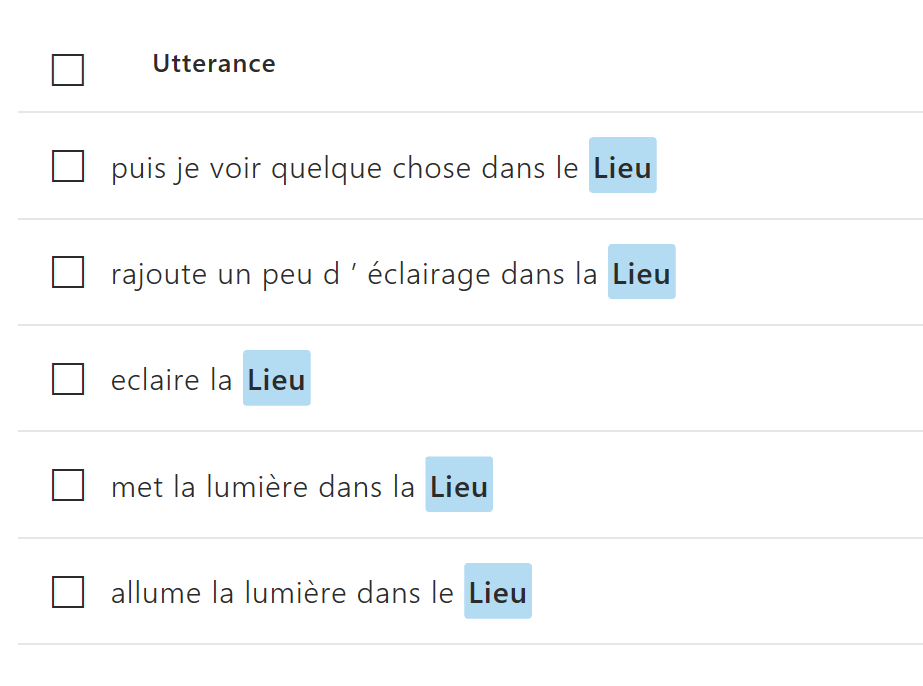 Utterance
puis je voir quelque chose dans le Lieu
rajoute un peu d ’ éclairage dans la Lieu
eclaire la Lieu
met la lumière dans la Lieu
allume la lumière dans le Lieu